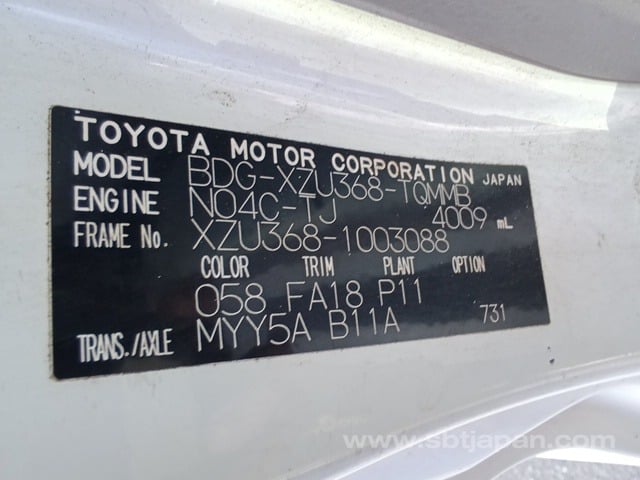 TOYOTA MOTOR CORPORATION JAPAN
MODEL BDG-XZU368-TQMMB
ENGINE N04C-TJ 4009 mL
FRAME No. XZU368-1003088
COLOR TRIM PLANT OPTION
058 FA18 P11
TRANS./AXLE MYY5A B11A 731
www.sbtjapan.com